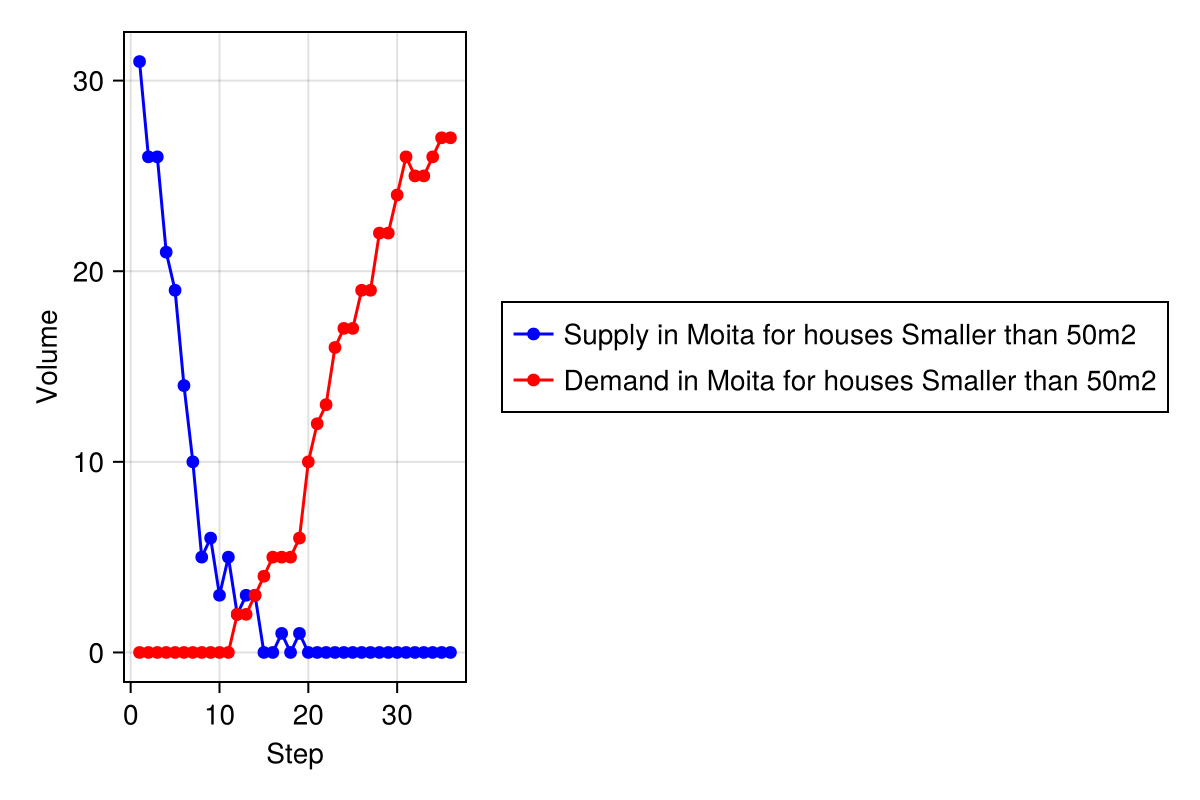 30
20
10
0
Volume
0 10 20 30
Step
Supply in Moita for houses Smaller than 50m2
Demand in Moita for houses Smaller than 50m2